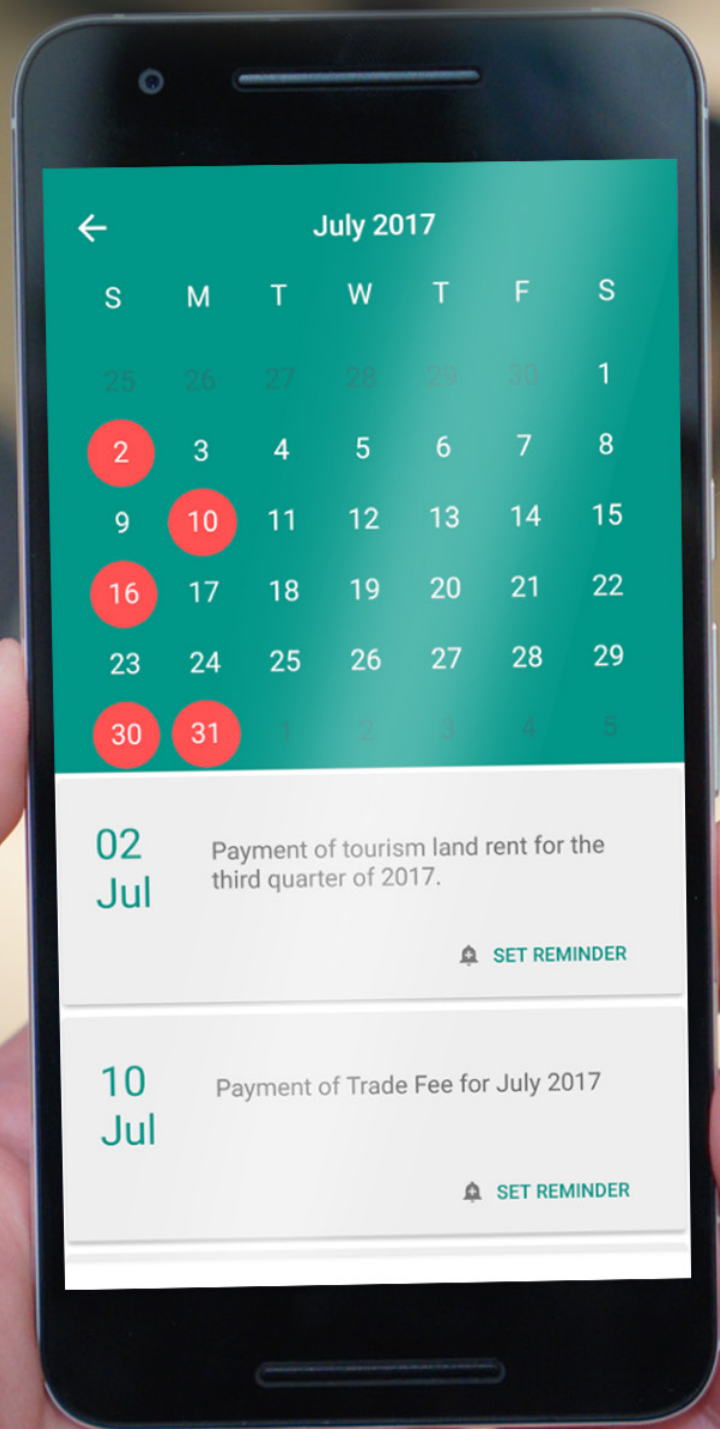 July 2017
S M T W T F S
25 26 27 28 29 30 1
2 3 4 5 6 7 8
9 10 11 12 13 14 15
16 17 18 19 20 21 22
23 24 25 26 27 28 29
30 31 1 2 3 4 5
02
Jul
Payment of tourism land rent for the
third quarter of 2017.
SET REMINDER
10
Jul
Payment of Trade Fee for July 2017
SET REMINDER